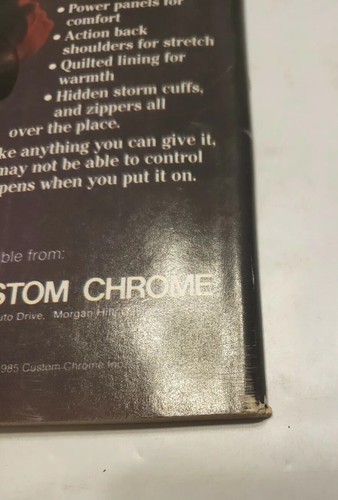 • Power panels for
comfort
• Action back
shoulders for stretch
• Quilted lining for
warmth
• Hidden storm cuffs,
and zippers all
over the place.
ke anything you can give it,
may not be able to control
pens when you put it on.
ble from:
STOM CHROME
uto Drive, Morgan Hill,
985 Custom Chrome Inc.